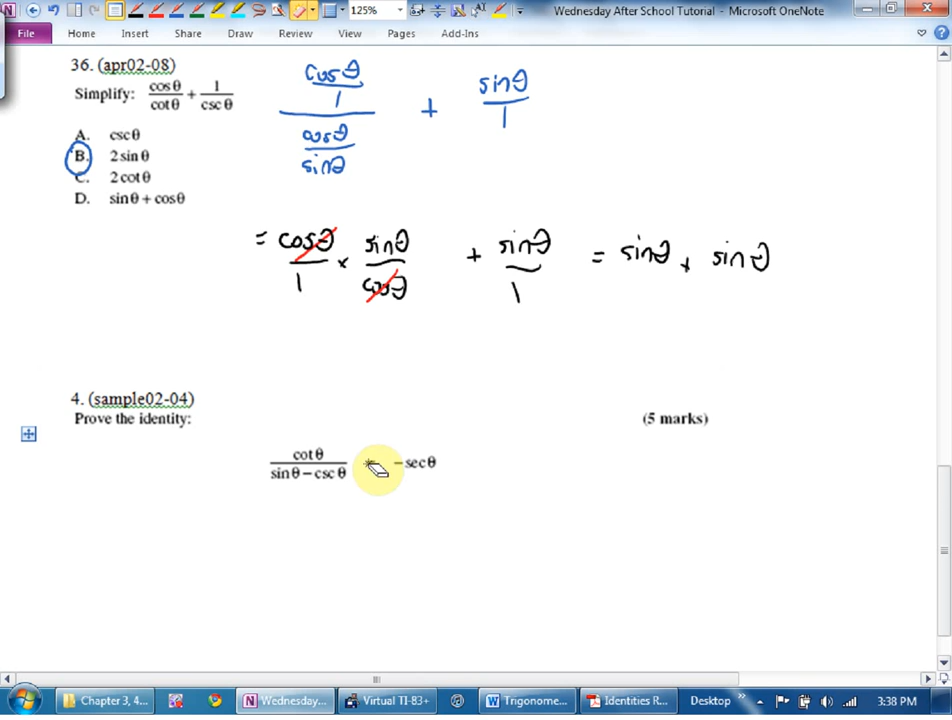 125% Wednesday After School Tutorial - Microsoft OneNote
File Home Insert Share Draw Review View Pages Add-Ins
36. (apr02-08)
Simplify: cosθ/cotθ + 1/cscθ
(cosθ/1)/(cosθ/sinθ) + sinθ/1
A. cscθ
B. 2 sinθ
C. 2 cotθ
D. sinθ + cosθ
= cosθ/1 × sinθ/cosθ + sinθ/1 = sinθ + sinθ
4. (sample02-04)
Prove the identity: (5 marks)
cotθ/(sinθ − cscθ) −secθ
Chapter 3, 4... Wednesday... Virtual TI-83+ Trigonome... Identities R... Desktop 3:38 PM